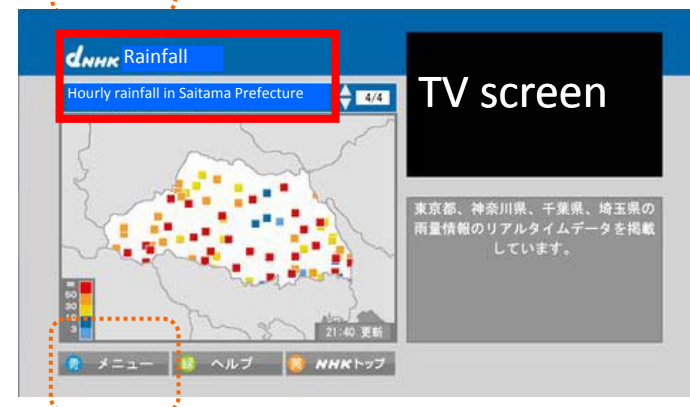 dNHK Rainfall
Hourly rainfall in Saitama Prefecture
4/4
TV screen
東京都、神奈川県、千葉県、埼玉県の
雨量情報のリアルタイムデータを掲載
しています。
50
30
10
3
21:40 更新
青 メニュー
緑 ヘルプ
黄 NHKトップ